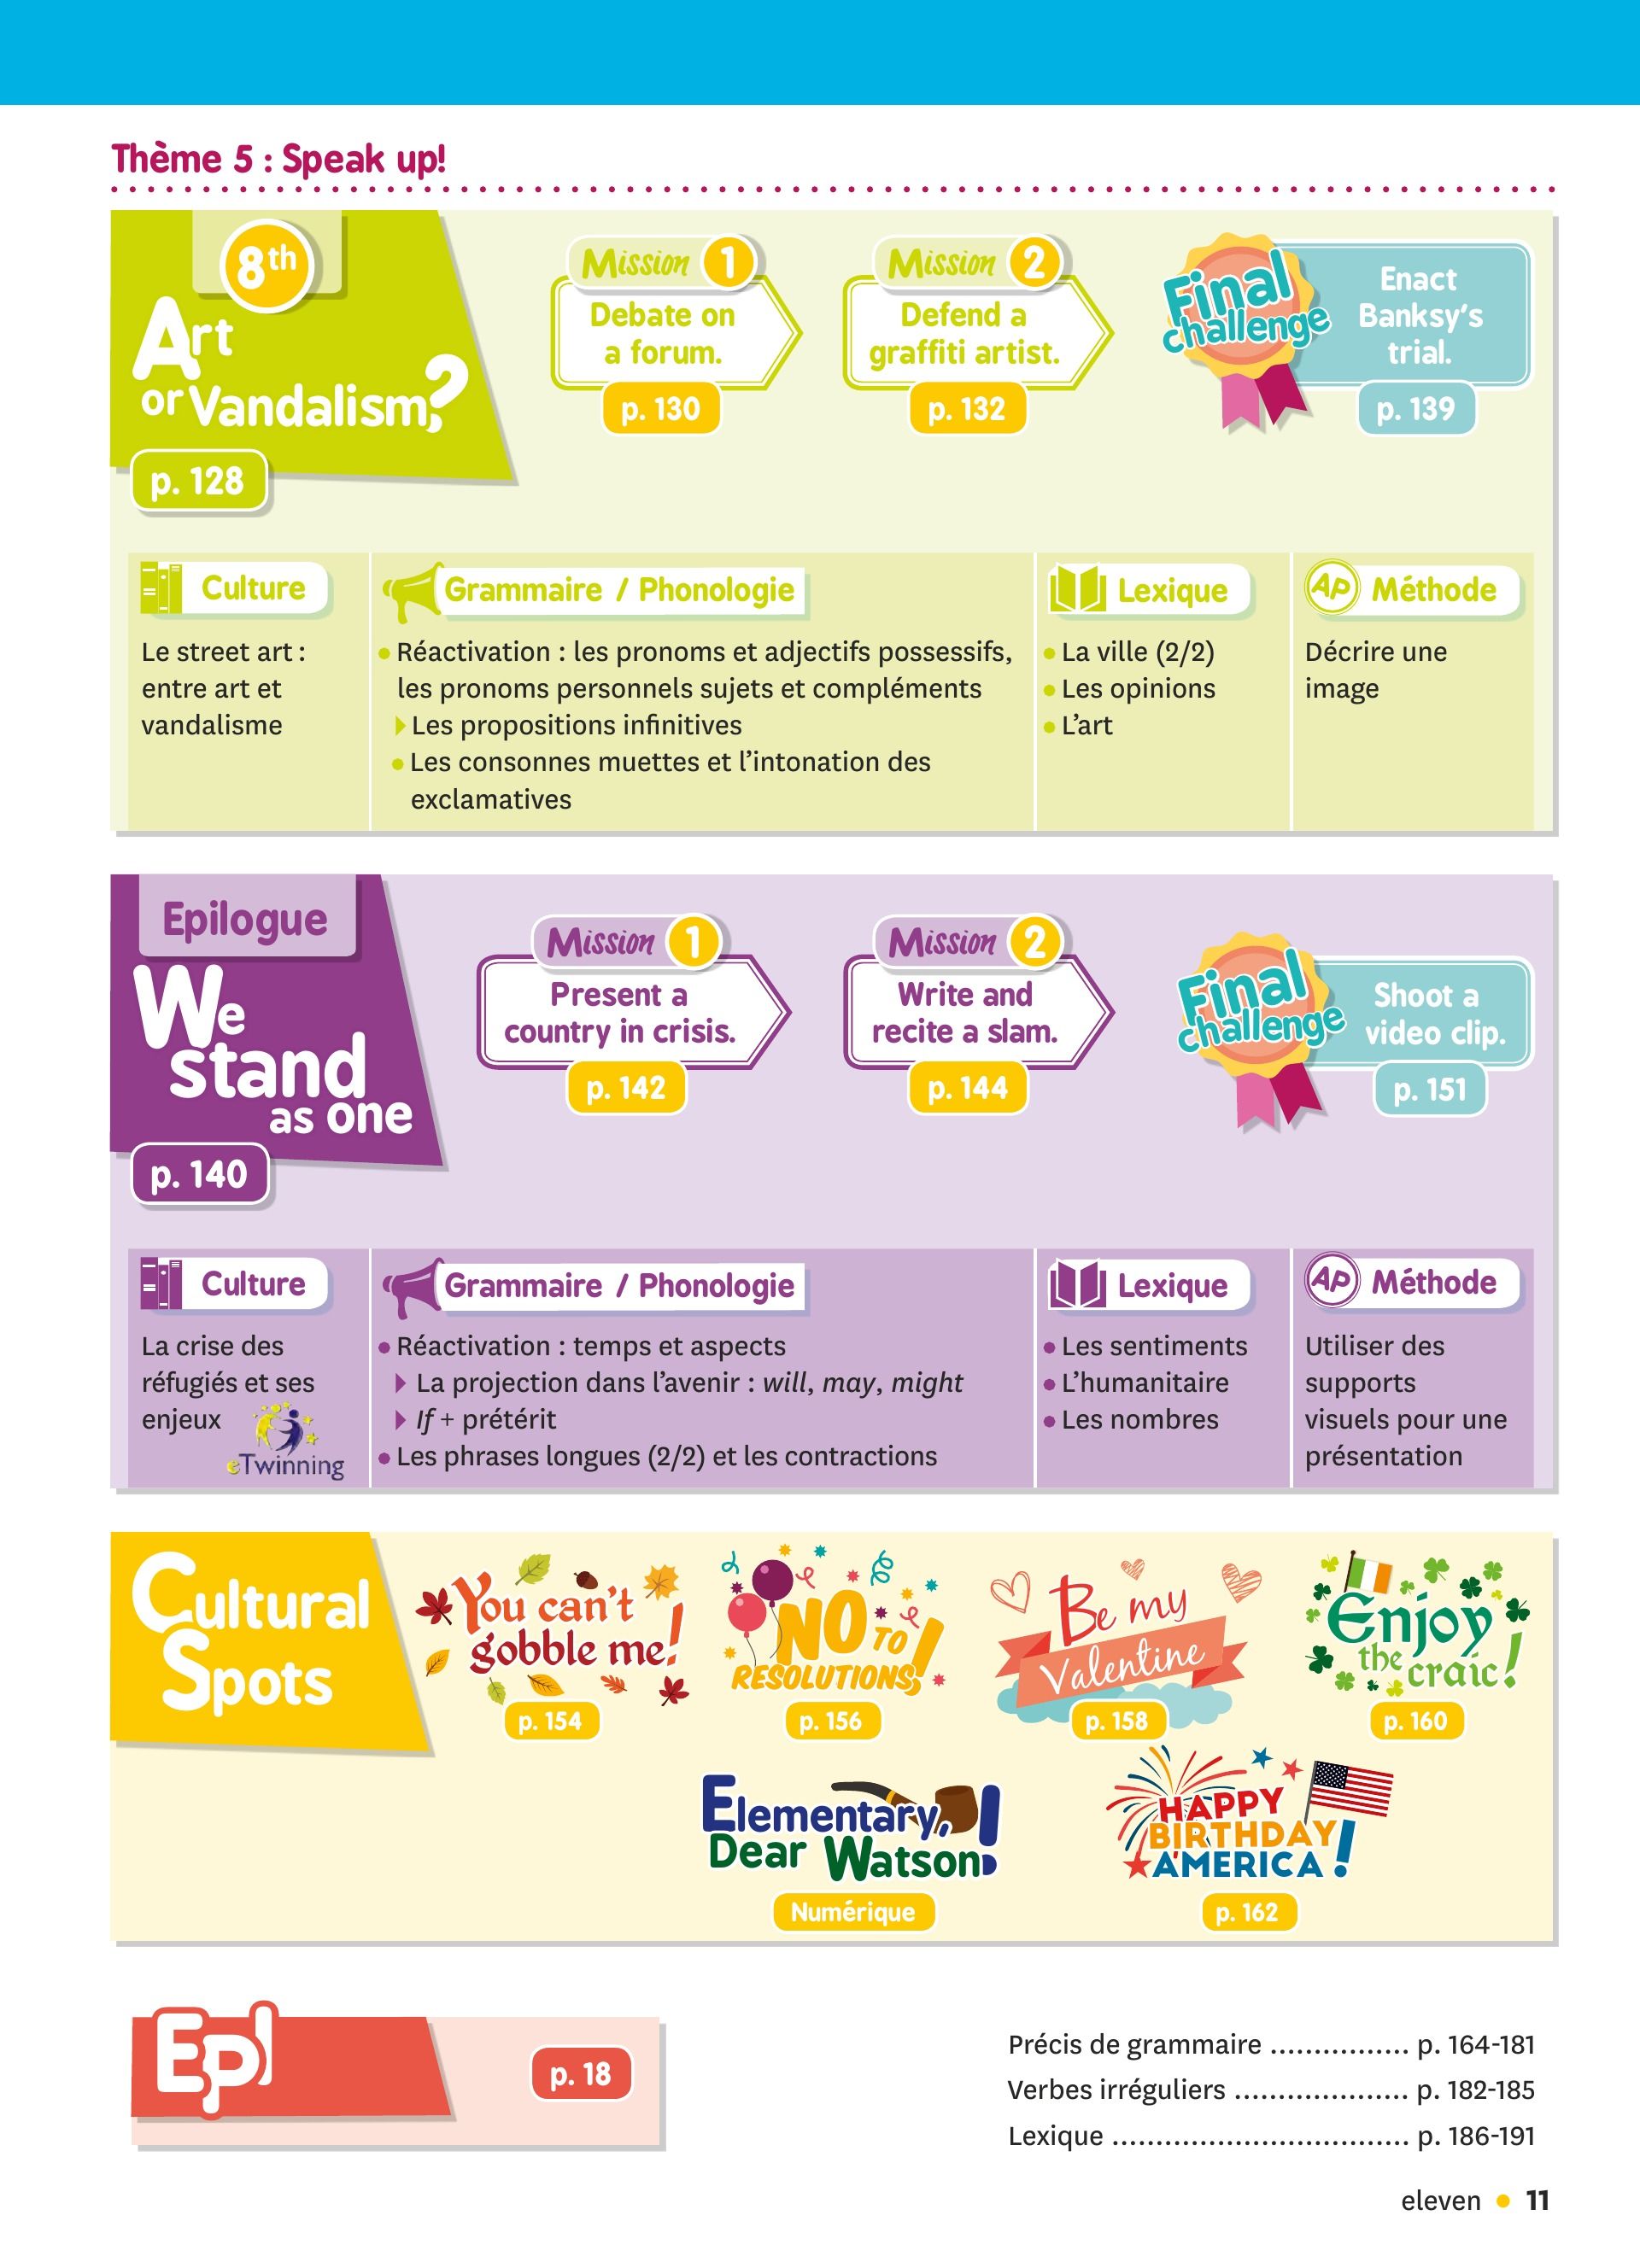 Thème 5 : Speak up!
8th
Art
or Vandalism?
p. 128
Mission 1
Debate on
a forum.
p. 130
Mission 2
Defend a
graffiti artist.
p. 132
Final
challenge
Enact
Banksy's
trial.
p. 139
Culture
Le street art :
entre art et
vandalisme
Grammaire / Phonologie
• Réactivation : les pronoms et adjectifs possessifs,
les pronoms personnels sujets et compléments
Les propositions infinitives
• Les consonnes muettes et l'intonation des
exclamatives
Lexique
• La ville (2/2)
• Les opinions
• L'art
AP Méthode
Décrire une
image
Epilogue
We
stand
as one
p. 140
Mission 1
Present a
country in crisis.
p. 142
Mission 2
Write and
recite a slam.
p. 144
Final
challenge
Shoot a
video clip.
p. 151
Culture
La crise des
réfugiés et ses
enjeux
eTwinning
Grammaire / Phonologie
• Réactivation : temps et aspects
La projection dans l'avenir : will, may, might
If + prétérit
• Les phrases longues (2/2) et les contractions
Lexique
• Les sentiments
• L'humanitaire
• Les nombres
AP Méthode
Utiliser des
supports
visuels pour une
présentation
Cultural
Spots
You can't
gobble me!
p. 154
NO TO
RESOLUTIONS!
p. 156
Be my
Valentine
p. 158
Enjoy
the craic!
p. 160
Elementary,
Dear Watson!
Numérique
HAPPY
BIRTHDAY
AMERICA!
p. 162
Ep!
p. 18
Précis de grammaire ................ p. 164-181
Verbes irréguliers .................... p. 182-185
Lexique .................................. p. 186-191
eleven • 11